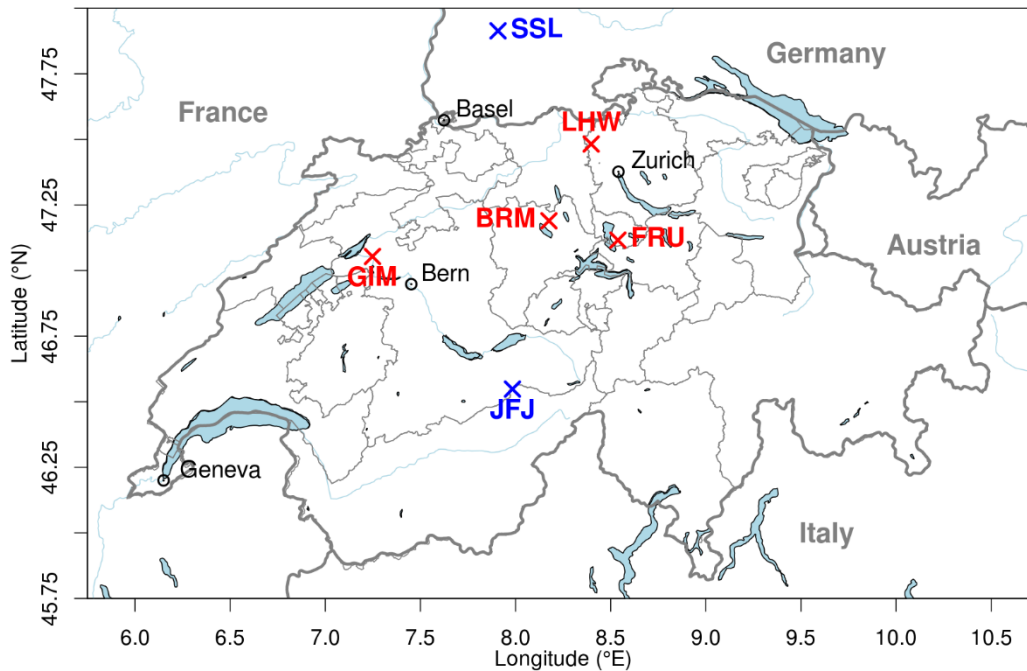 SSL
Germany
France
Basel
LHW
Zurich
BRM
FRU
Austria
GfM
Bern
JFJ
Geneva
Italy
Latitude (°N)
47.75
47.25
46.75
46.25
45.75
6.0 6.5 7.0 7.5 8.0 8.5 9.0 9.5 10.0 10.5
Longitude (°E)